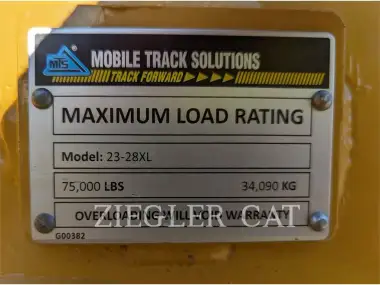 MTS MOBILE TRACK SOLUTIONS
TRACK FORWARD
MAXIMUM LOAD RATING
Model: 23-28XL
75,000 LBS 34,090 KG
OVERLOADING WILL VOID WARRANTY
ZIEGLER CAT
G00382